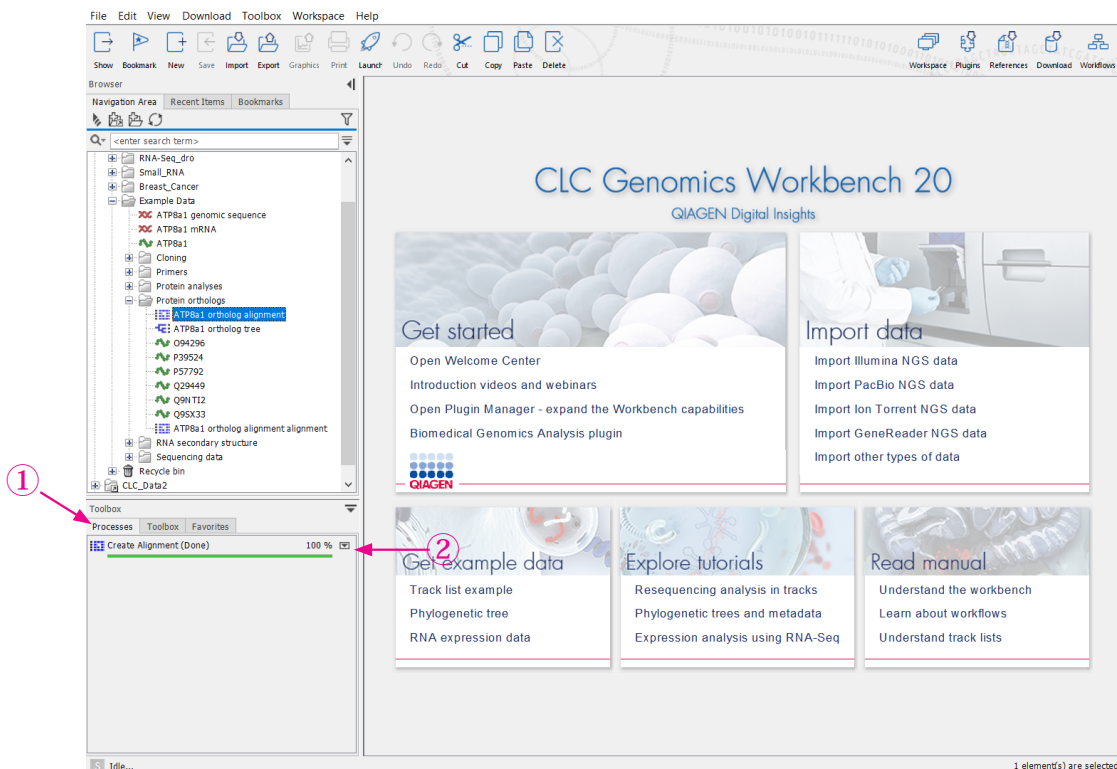 File Edit View Download Toolbox Workspace Help
Show Bookmark New Save Import Export Graphics Print Launch Undo Redo Cut Copy Paste Delete
Workspace Plugins References Download Workflows
Browser
Navigation Area Recent Items Bookmarks
<enter search term>
RNA-Seq_dro
Small_RNA
Breast_Cancer
Example Data
ATP8a1 genomic sequence
ATP8a1 mRNA
ATP8a1
Cloning
Primers
Protein analyses
Protein orthologs
ATP8a1 ortholog alignment
ATP8a1 ortholog tree
O94296
P39524
P57792
Q29449
Q9NTI2
Q9SX33
ATP8a1 ortholog alignment alignment
RNA secondary structure
Sequencing data
Recycle bin
CLC_Data2
1
Toolbox
Processes Toolbox Favorites
Create Alignment (Done) 100 %
2
Idle...
1 element(s) are selected
CLC Genomics Workbench 20
QIAGEN Digital Insights
Get started
Open Welcome Center
Introduction videos and webinars
Open Plugin Manager - expand the Workbench capabilities
Biomedical Genomics Analysis plugin
QIAGEN
Import data
Import Illumina NGS data
Import PacBio NGS data
Import Ion Torrent NGS data
Import GeneReader NGS data
Import other types of data
Get example data
Track list example
Phylogenetic tree
RNA expression data
Explore tutorials
Resequencing analysis in tracks
Phylogenetic trees and metadata
Expression analysis using RNA-Seq
Read manual
Understand the workbench
Learn about workflows
Understand track lists